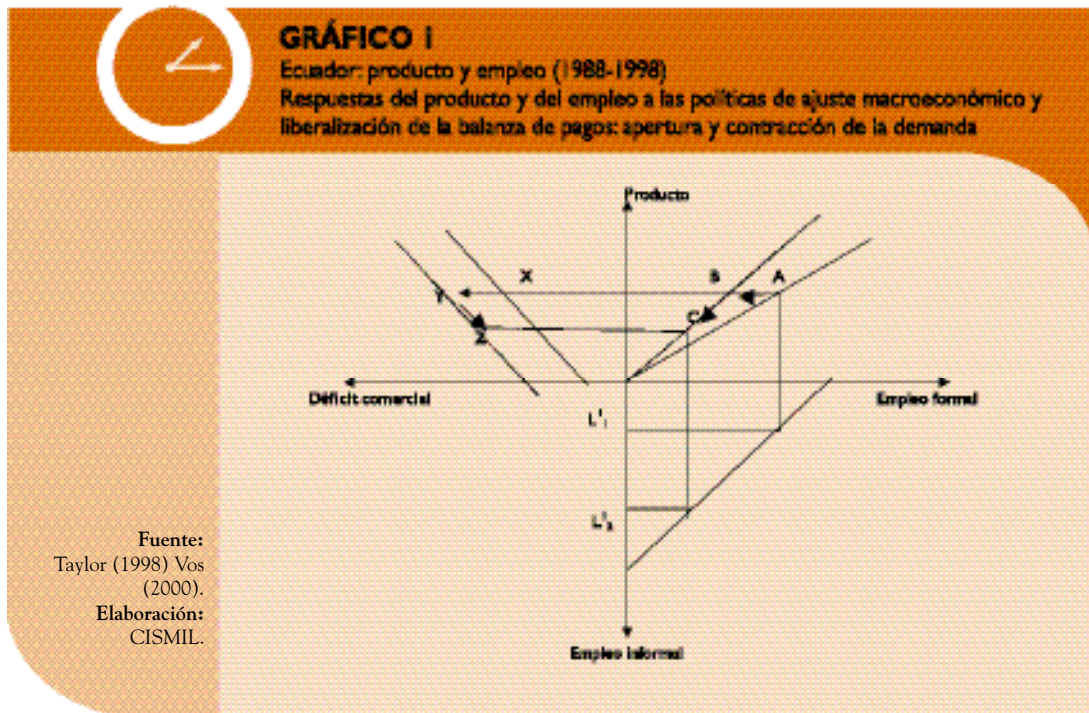 GRÁFICO 1
Ecuador: producto y empleo (1988-1998)
Respuestas del producto y del empleo a las políticas de ajuste macroeconómico y
liberalización de la balanza de pagos: apertura y contracción de la demanda
Producto
X
B
A
Y
C
Z
Déficit comercial
Empleo formal
L'₁
L'₂
Empleo informal
Fuente:
Taylor (1998) Vos
(2000).
Elaboración:
CISMIL.